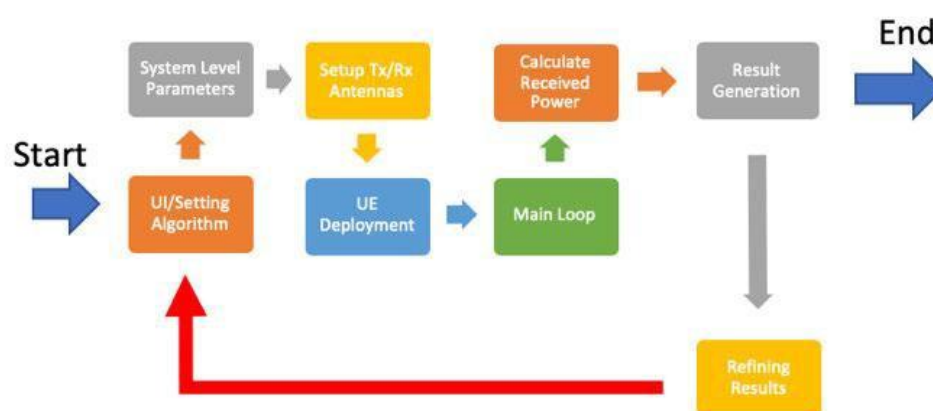 Start
UI/Setting
Algorithm
System Level
Parameters
Setup Tx/Rx
Antennas
UE
Deployment
Main Loop
Calculate
Received
Power
Result
Generation
End
Refining
Results